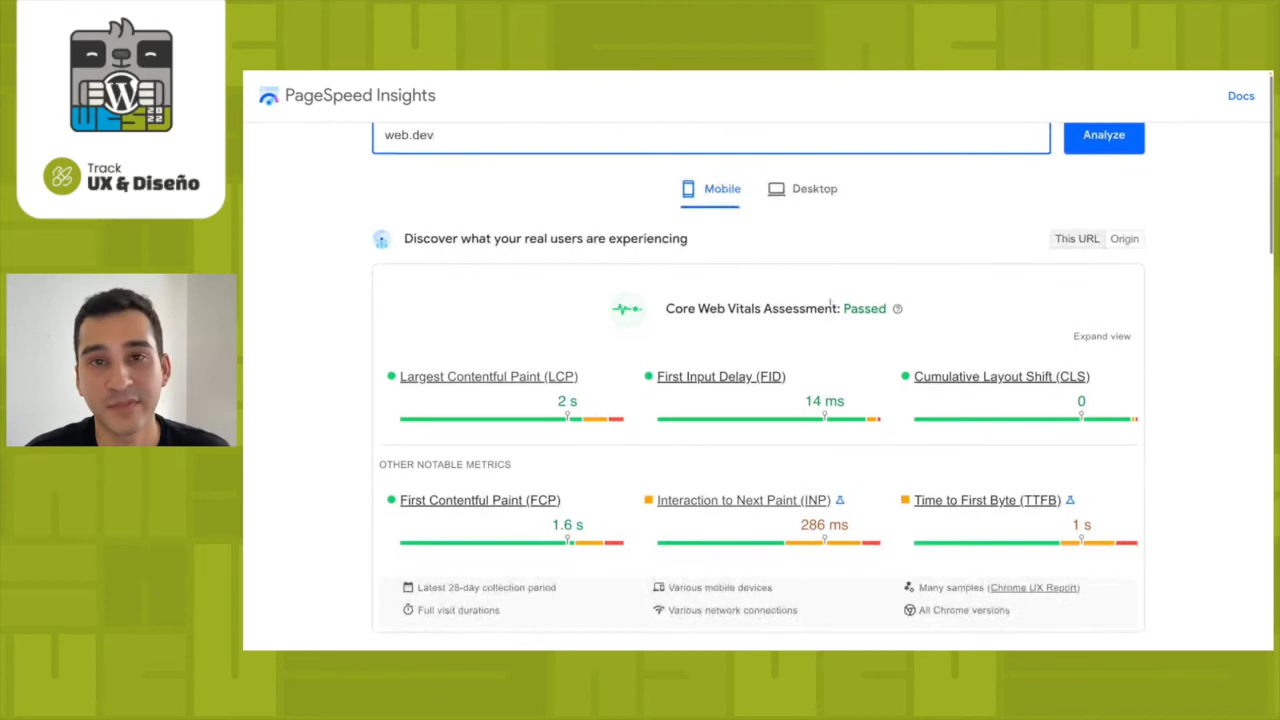 WESD
2022
Track
UX & Diseño
PageSpeed Insights
Docs
web.dev
Analyze
Mobile
Desktop
Discover what your real users are experiencing
This URL
Origin
Core Web Vitals Assessment: Passed
Expand view
Largest Contentful Paint (LCP)
2 s
First Input Delay (FID)
14 ms
Cumulative Layout Shift (CLS)
0
OTHER NOTABLE METRICS
First Contentful Paint (FCP)
1.6 s
Interaction to Next Paint (INP)
286 ms
Time to First Byte (TTFB)
1 s
Latest 28-day collection period
Various mobile devices
Many samples (Chrome UX Report)
Full visit durations
Various network connections
All Chrome versions